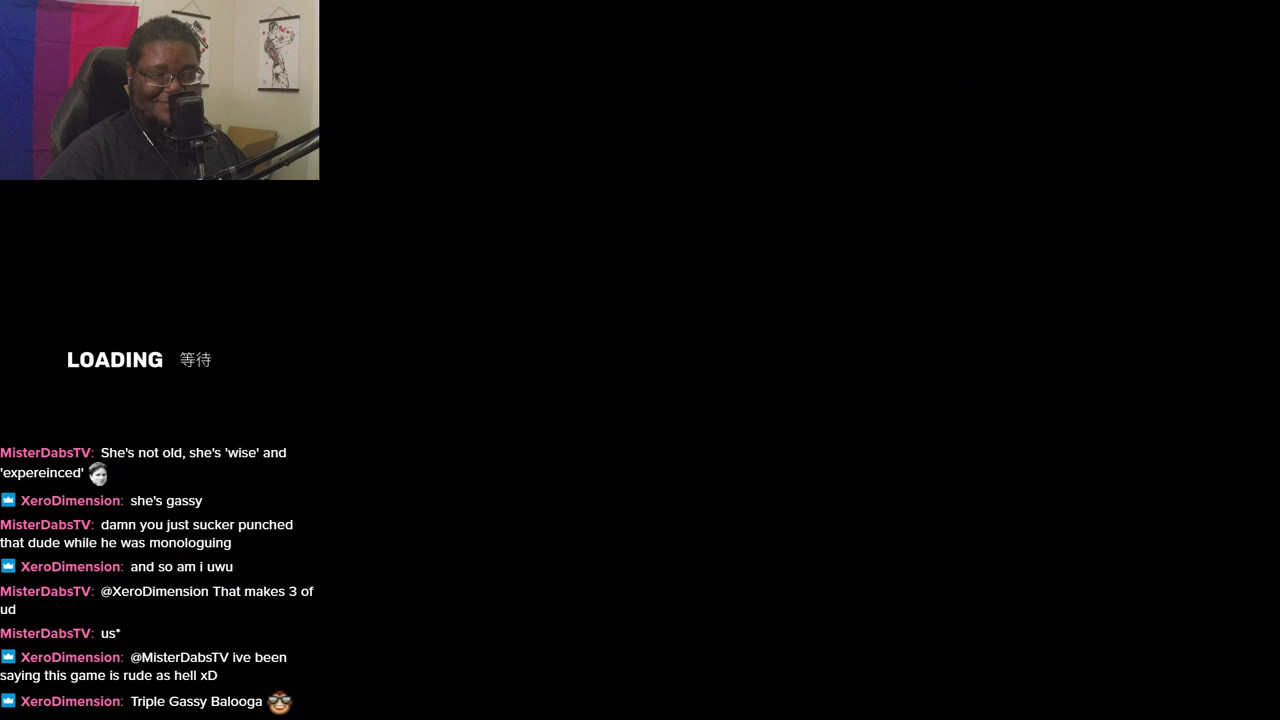 LOADING 等待
MisterDabsTV: She's not old, she's 'wise' and
'expereinced'
XeroDimension: she's gassy
MisterDabsTV: damn you just sucker punched
that dude while he was monologuing
XeroDimension: and so am i uwu
MisterDabsTV: @XeroDimension That makes 3 of
ud
MisterDabsTV: us*
XeroDimension: @MisterDabsTV ive been
saying this game is rude as hell xD
XeroDimension: Triple Gassy Balooga